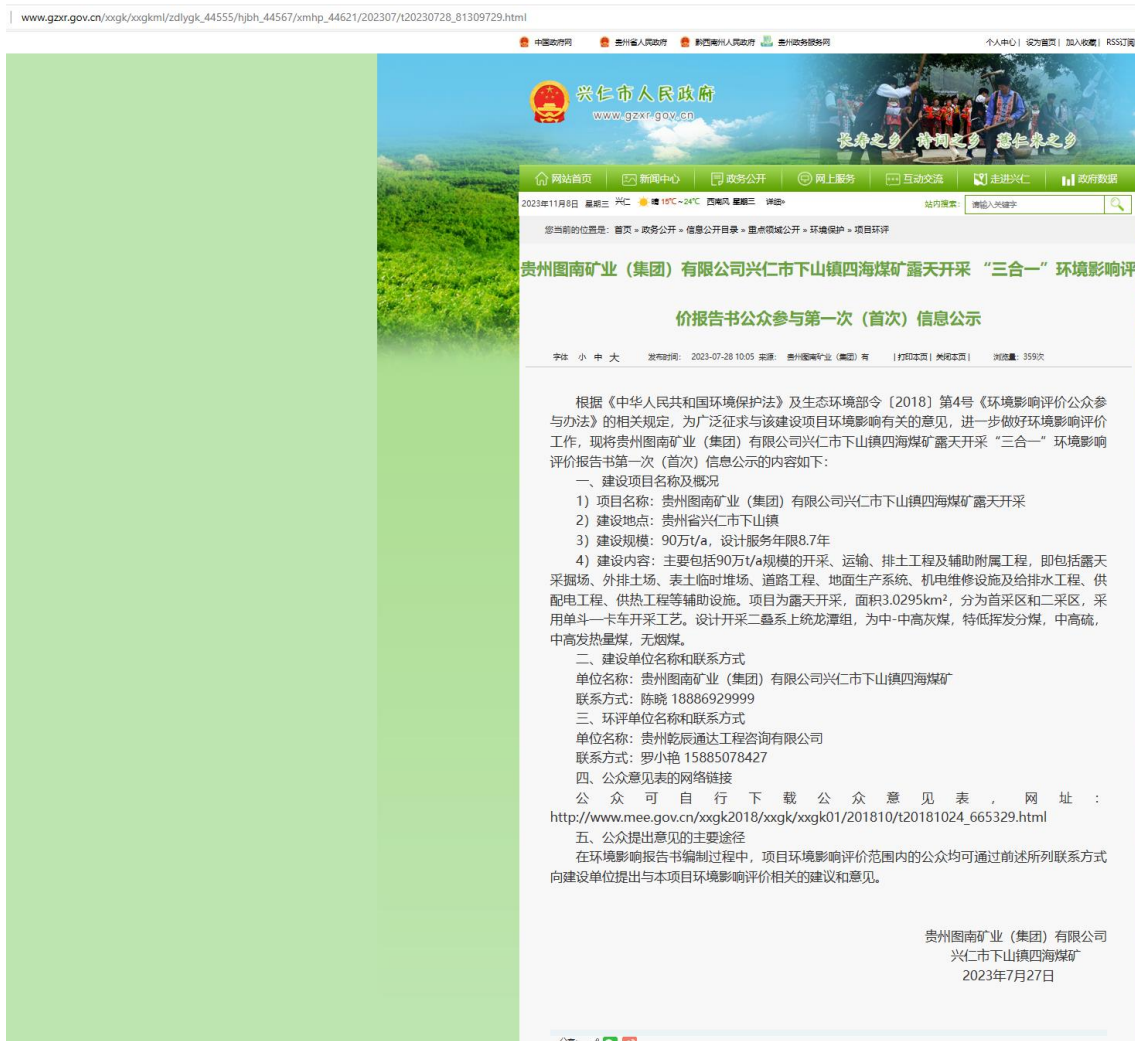 www.gzxr.gov.cn/xxgk/xxgkml/zdlygk_44555/hjbh_44567/xmhp_44621/202307/t20230728_81309729.html
中国政府网 贵州省人民政府 黔西南州人民政府 贵州政务服务网 个人中心| 设为首页| 加入收藏| RSS订阅
兴仁市人民政府
www.gzxr.gov.cn
长寿之乡 诗词之乡 薏仁米之乡
网站首页 新闻中心 政务公开 网上服务 互动交流 走进兴仁 政府数据
2023年11月8日 星期三 兴仁 晴 15℃~24℃ 西南风 星期三 详细» 站内搜索: 请输入关键字
您当前的位置是: 首页 » 政务公开 » 信息公开目录 » 重点领域公开 » 环境保护 » 项目环评
贵州图南矿业（集团）有限公司兴仁市下山镇四海煤矿露天开采 “三合一”环境影响评
价报告书公众参与第一次（首次）信息公示
字体 小 中 大 发布时间: 2023-07-28 10:05 来源: 贵州图南矿业（集团）有 | 打印本页 | 关闭本页 | 浏览量: 359次
根据《中华人民共和国环境保护法》及生态环境部令〔2018〕第4号《环境影响评价公众参
与办法》的相关规定，为广泛征求与该建设项目环境影响有关的意见，进一步做好环境影响评价
工作，现将贵州图南矿业（集团）有限公司兴仁市下山镇四海煤矿露天开采“三合一”环境影响
评价报告书第一次（首次）信息公示的内容如下：
一、建设项目名称及概况
1）项目名称：贵州图南矿业（集团）有限公司兴仁市下山镇四海煤矿露天开采
2）建设地点：贵州省兴仁市下山镇
3）建设规模：90万t/a，设计服务年限8.7年
4）建设内容：主要包括90万t/a规模的开采、运输、排土工程及辅助附属工程，即包括露天
采掘场、外排土场、表土临时堆场、道路工程、地面生产系统、机电维修设施及给排水工程、供
配电工程、供热工程等辅助设施。项目为露天开采，面积3.0295km²，分为首采区和二采区，采
用单斗—卡车开采工艺。设计开采二叠系上统龙潭组，为中-中高灰煤，特低挥发分煤，中高硫，
中高发热量煤，无烟煤。
二、建设单位名称和联系方式
单位名称：贵州图南矿业（集团）有限公司兴仁市下山镇四海煤矿
联系方式：陈晓 18886929999
三、环评单位名称和联系方式
单位名称：贵州乾辰通达工程咨询有限公司
联系方式：罗小艳 15885078427
四、公众意见表的网络链接
公众可自行下载公众意见表，网址：
http://www.mee.gov.cn/xxgk2018/xxgk/xxgk01/201810/t20181024_665329.html
五、公众提出意见的主要途径
在环境影响报告书编制过程中，项目环境影响评价范围内的公众均可通过前述所列联系方式
向建设单位提出与本项目环境影响评价相关的建议和意见。
贵州图南矿业（集团）有限公司
兴仁市下山镇四海煤矿
2023年7月27日